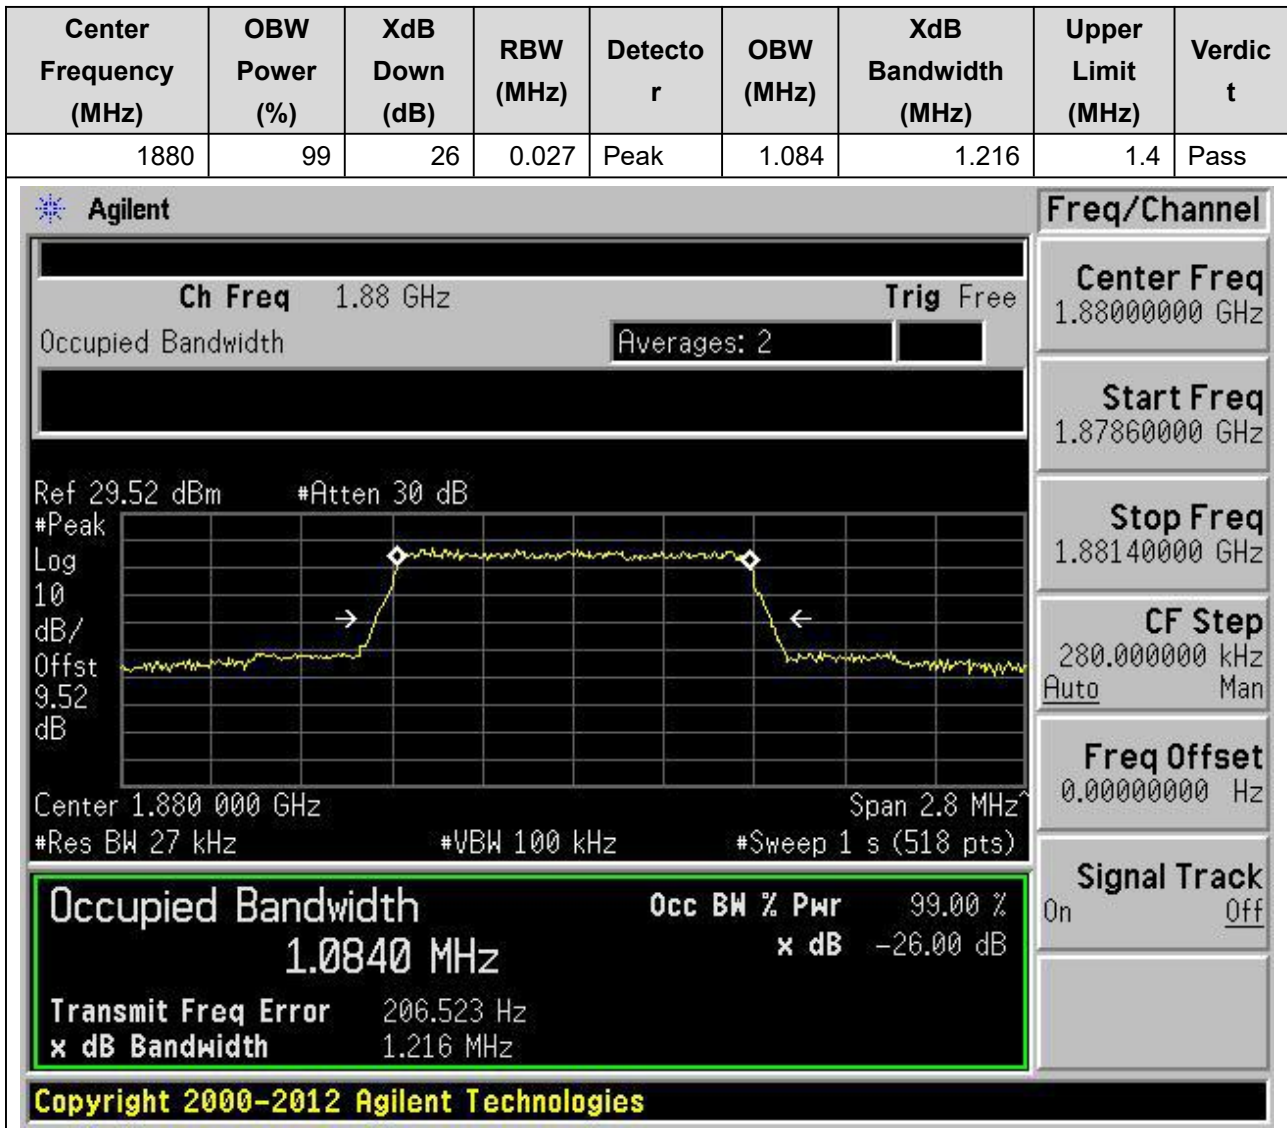 Center Frequency (MHz) OBW Power (%) XdB Down (dB) RBW (MHz) Detector OBW (MHz) XdB Bandwidth (MHz) Upper Limit (MHz) Verdict
1880 99 26 0.027 Peak 1.084 1.216 1.4 Pass
Agilent
Freq/Channel
Ch Freq 1.88 GHz Trig Free
Occupied Bandwidth Averages: 2
Center Freq
1.88000000 GHz
Start Freq
1.87860000 GHz
Stop Freq
1.88140000 GHz
CF Step
280.000000 kHz
Auto Man
Freq Offset
0.00000000 Hz
Signal Track
On Off
Ref 29.52 dBm #Atten 30 dB
#Peak
Log
10
dB/
Offst
9.52
dB
Center 1.880 000 GHz Span 2.8 MHz^
#Res BW 27 kHz #VBW 100 kHz #Sweep 1 s (518 pts)
Occupied Bandwidth Occ BW % Pwr 99.00 %
1.0840 MHz x dB -26.00 dB
Transmit Freq Error 206.523 Hz
x dB Bandwidth 1.216 MHz
Copyright 2000-2012 Agilent Technologies